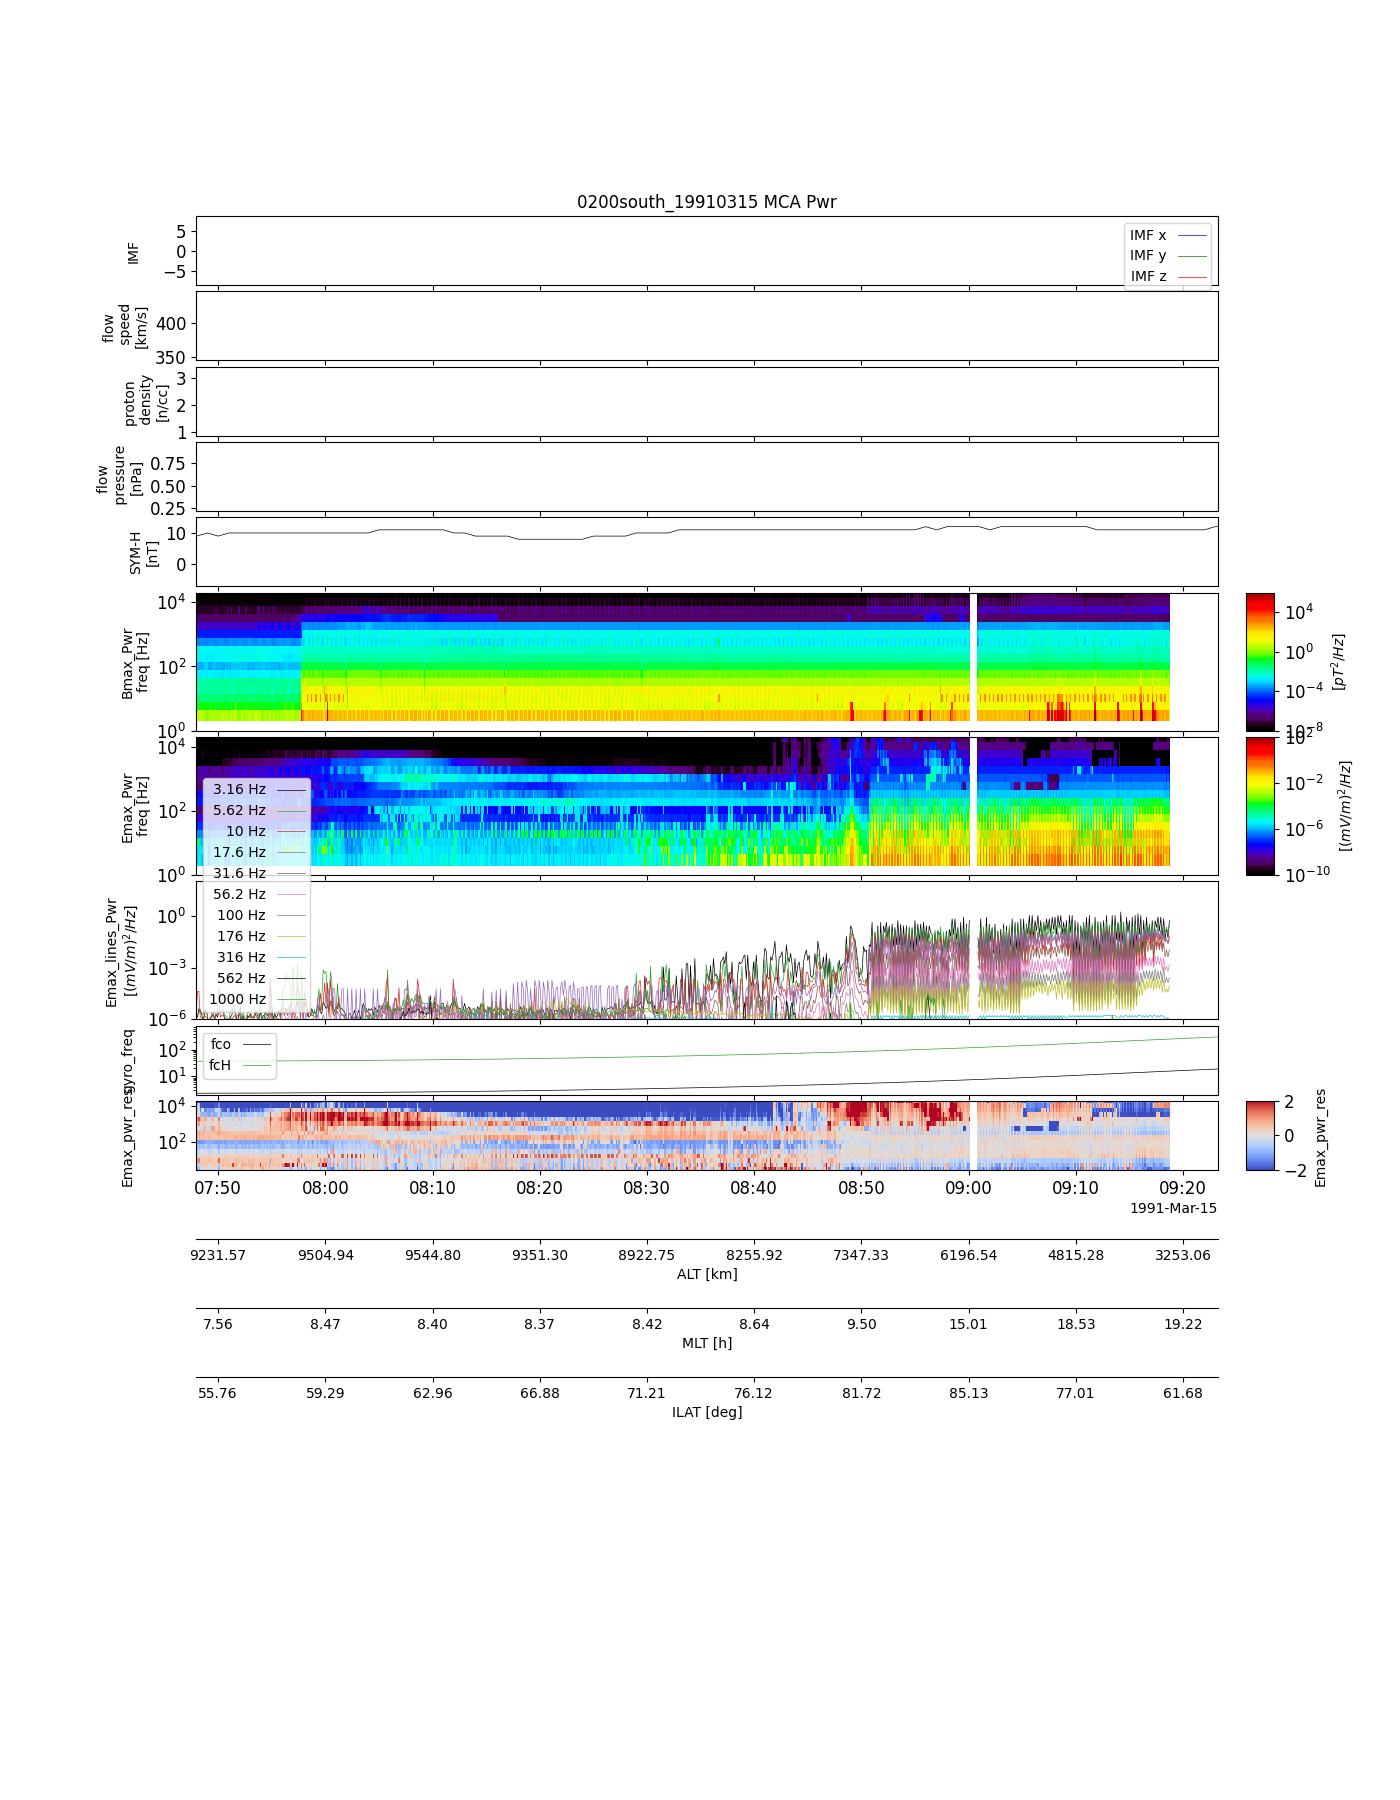 0200south_19910315 MCA Pwr
5
0
−5
IMF
IMF x
IMF y
IMF z
400
350
flow
speed
[km/s]
3
2
1
proton
density
[n/cc]
0.75
0.50
0.25
flow
pressure
[nPa]
10
0
SYM-H
[nT]
10^4
10^2
10^0
Bmax_Pwr
freq [Hz]
10^4
10^0
10^−4
10^−8
[pT^2/Hz]
10^4
10^2
10^0
Emax_Pwr
freq [Hz]
10^2
10^−2
10^−6
10^−10
[(mV/m)^2/Hz]
3.16 Hz
5.62 Hz
10 Hz
17.6 Hz
31.6 Hz
56.2 Hz
100 Hz
176 Hz
316 Hz
562 Hz
1000 Hz
10^0
10^−3
10^−6
Emax_lines_Pwr
[(mV/m)^2/Hz]
10^2
10^1
gyro_freq
fco
fcH
10^4
10^2
Emax_pwr_res
2
0
−2
Emax_pwr_res
07:50 08:00 08:10 08:20 08:30 08:40 08:50 09:00 09:10 09:20
1991-Mar-15
9231.57 9504.94 9544.80 9351.30 8922.75 8255.92 7347.33 6196.54 4815.28 3253.06
ALT [km]
7.56 8.47 8.40 8.37 8.42 8.64 9.50 15.01 18.53 19.22
MLT [h]
55.76 59.29 62.96 66.88 71.21 76.12 81.72 85.13 77.01 61.68
ILAT [deg]